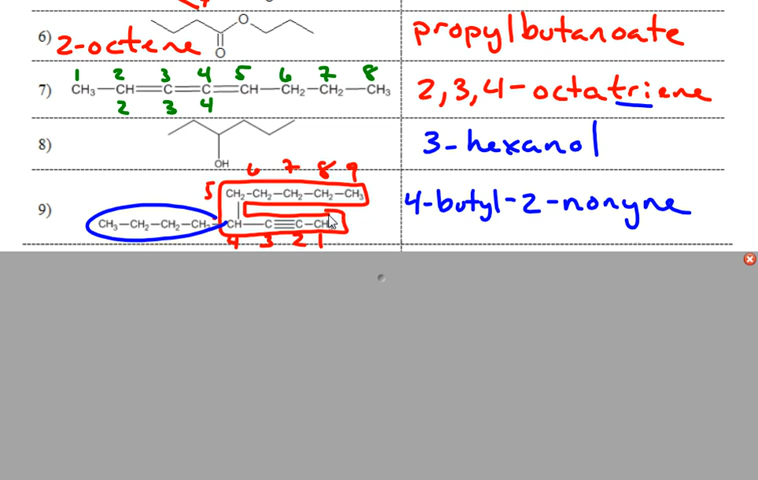 6)
2-octene
O
O
propylbutanoate
1 2 3 4 5 6 7 8
7) CH3—CH=C=C=CH—CH2—CH2—CH3
2 3 4
2,3,4-octatriene
8)
OH
3-hexanol
6 7 8 9
5 CH2-CH2-CH2-CH2-CH3
9)
CH3—CH2—CH2—CH2—CH—C≡C—CH3
4 3 2 1
4-butyl-2-nonyne